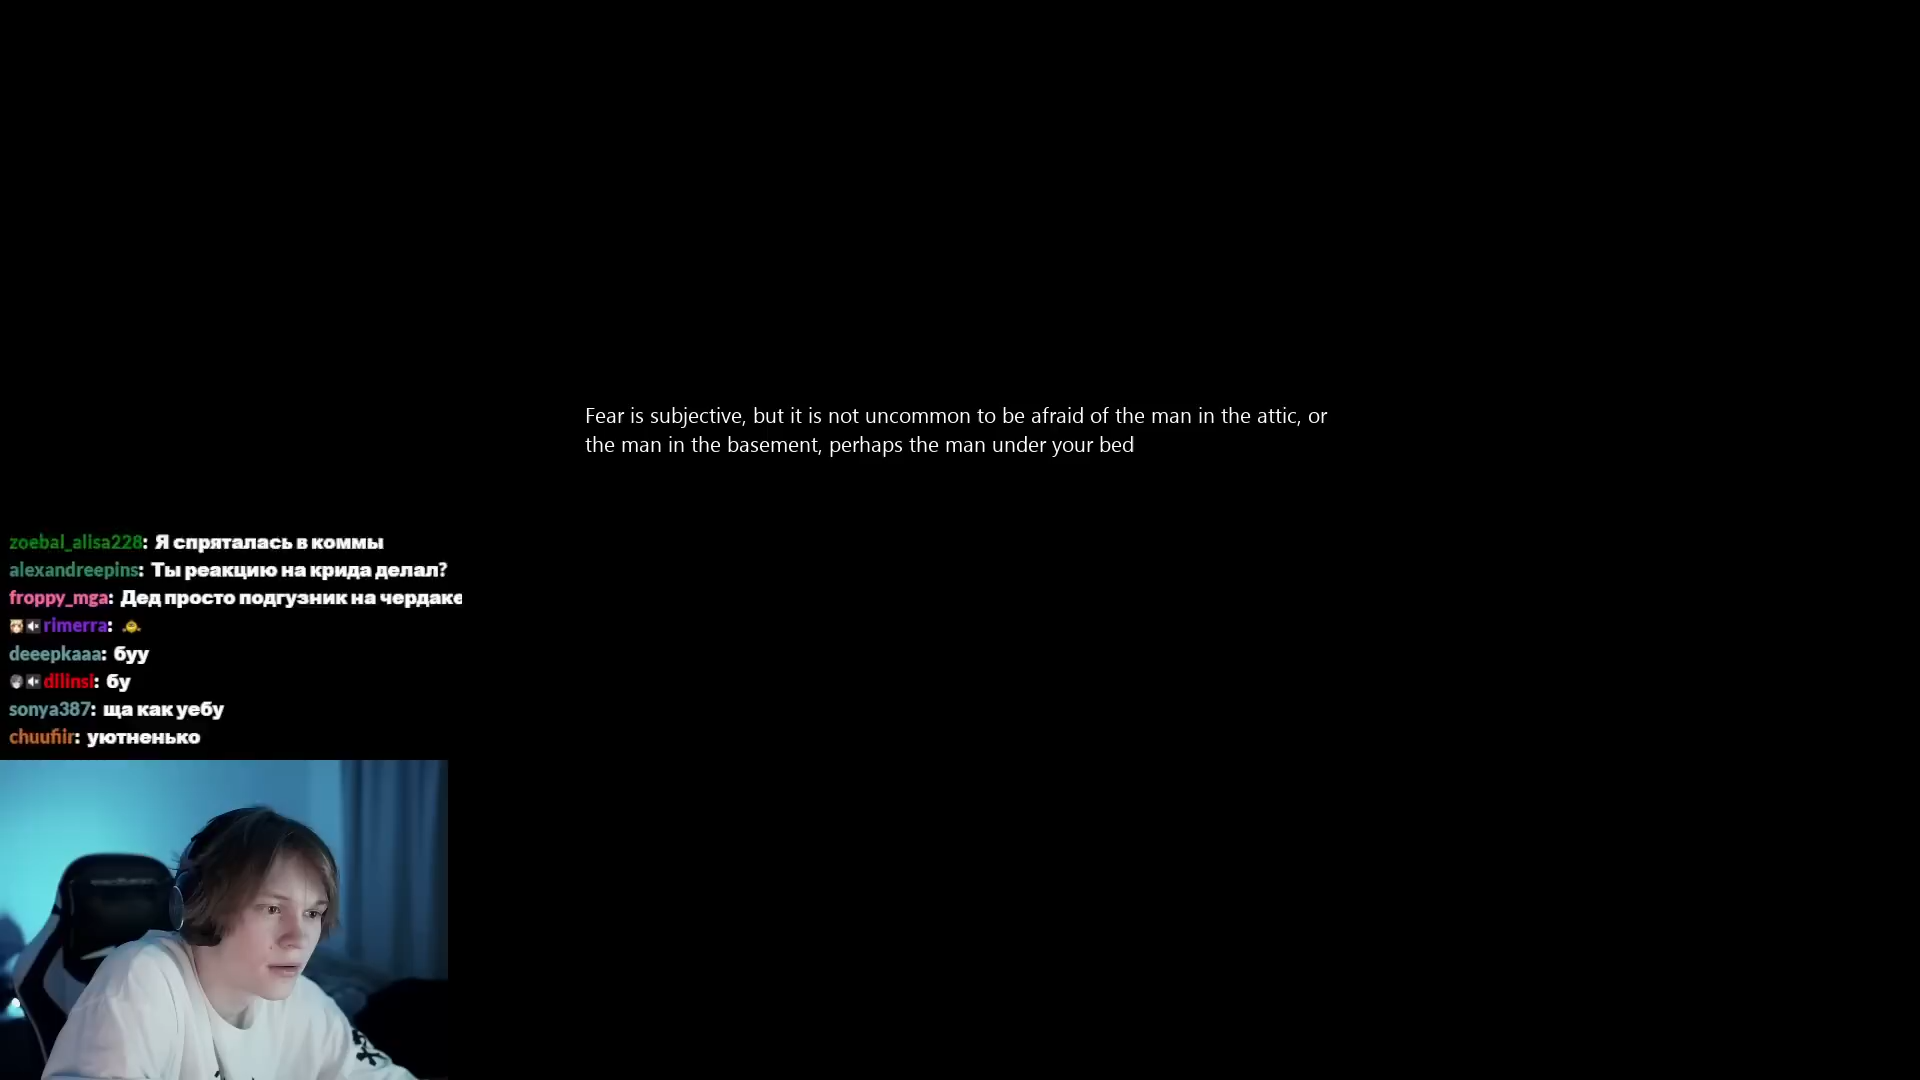 Fear is subjective, but it is not uncommon to be afraid of the man in the attic, or
the man in the basement, perhaps the man under your bed
zoebal_alisa228: Я спряталась в коммы
alexandreepins: Ты реакцию на крида делал?
froppy_mga: Дед просто подгузник на чердаке
rimerra:
deeepkaaa: буу
dilinsi: бу
sonya387: ща как уебу
chuufiir: уютненько